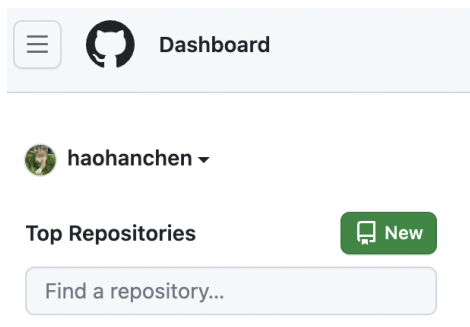 Dashboard
haohanchen
Top Repositories
New
Find a repository...